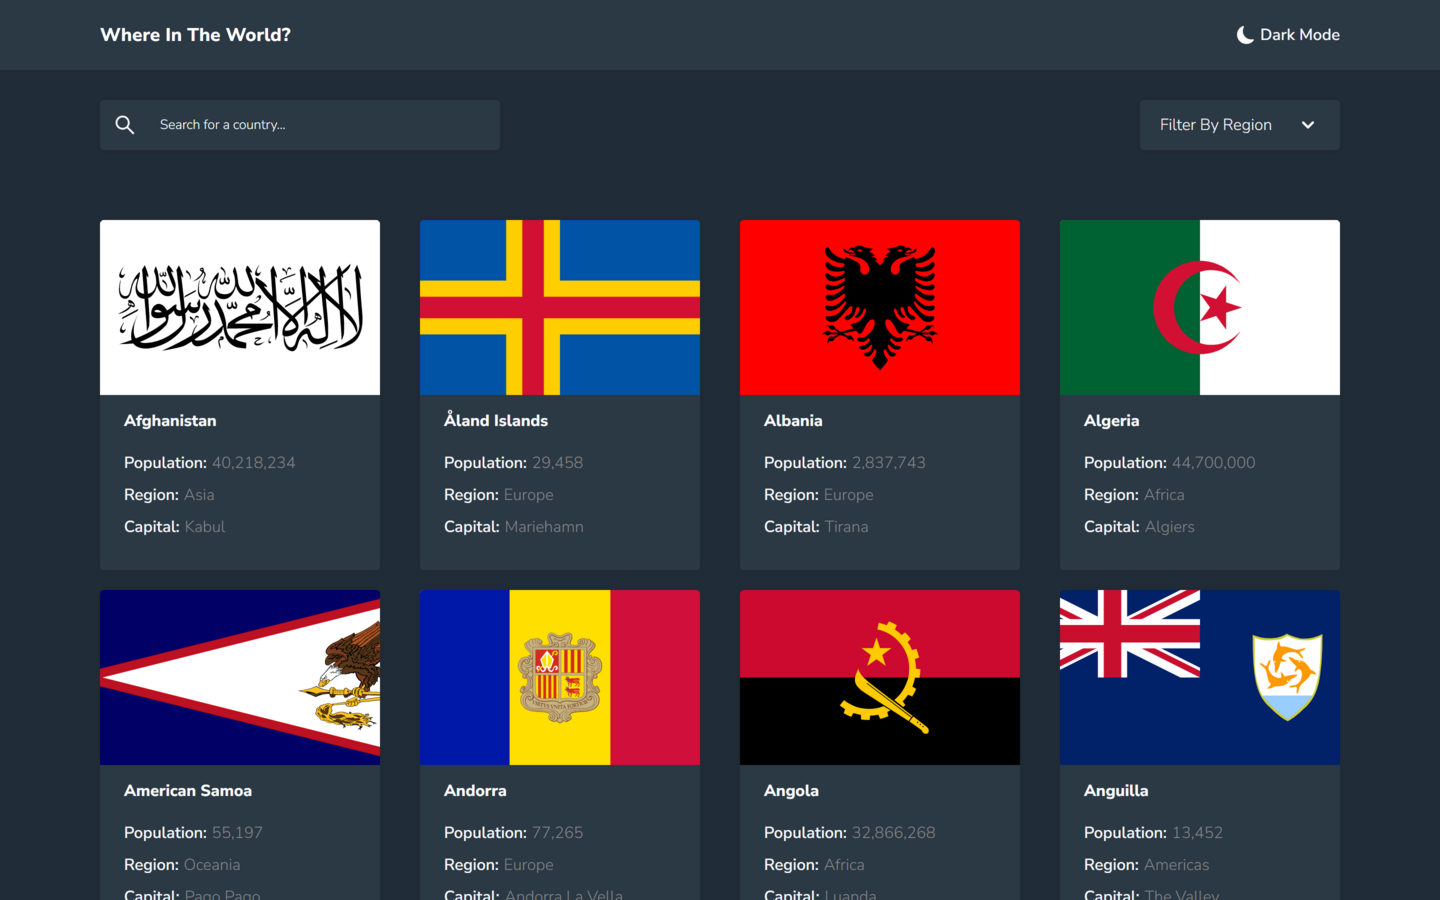 Where In The World?
Dark Mode
Search for a country...
Filter By Region
لا إله إلا الله محمد رسول الله
Afghanistan
Population: 40,218,234
Region: Asia
Capital: Kabul
Åland Islands
Population: 29,458
Region: Europe
Capital: Mariehamn
Albania
Population: 2,837,743
Region: Europe
Capital: Tirana
Algeria
Population: 44,700,000
Region: Africa
Capital: Algiers
American Samoa
Population: 55,197
Region: Oceania
Capital: Pago Pago
VIRTVS VNITA FORTIOR
Andorra
Population: 77,265
Region: Europe
Capital: Andorra La Vella
Angola
Population: 32,866,268
Region: Africa
Capital: Luanda
Anguilla
Population: 13,452
Region: Americas
Capital: The Valley